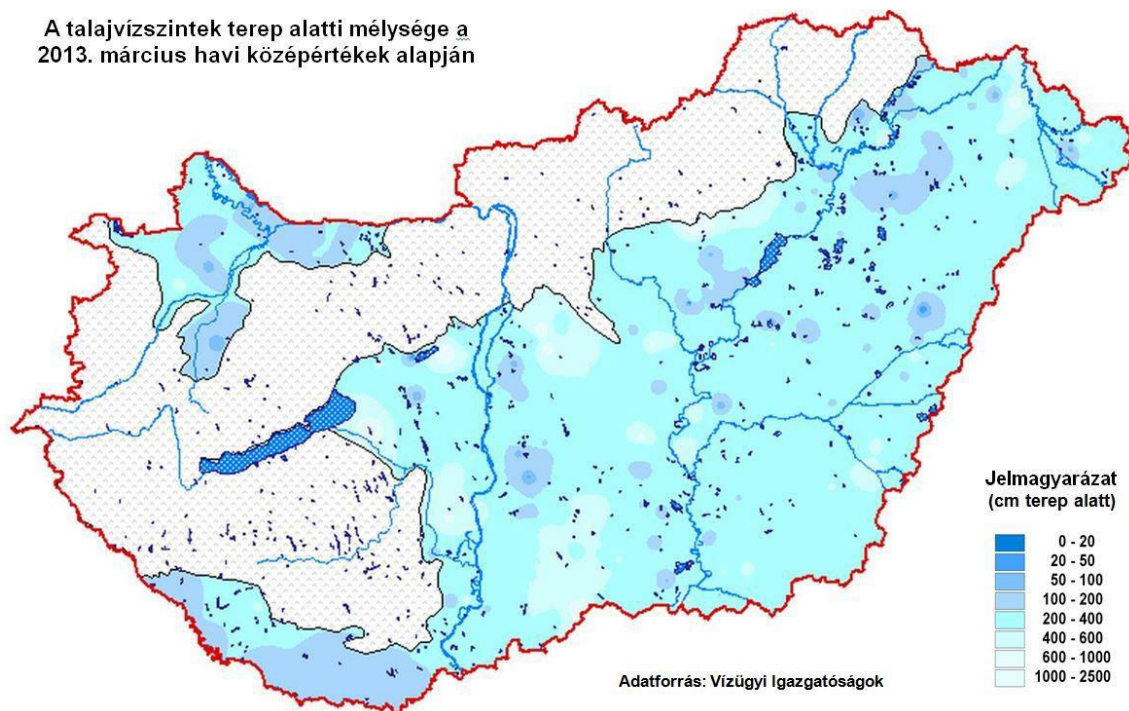 A talajvízszintek terep alatti mélysége a
2013. március havi középértékek alapján
Jelmagyarázat
(cm terep alatt)
0 - 20
20 - 50
50 - 100
100 - 200
200 - 400
400 - 600
600 - 1000
1000 - 2500
Adatforrás: Vízügyi Igazgatóságok